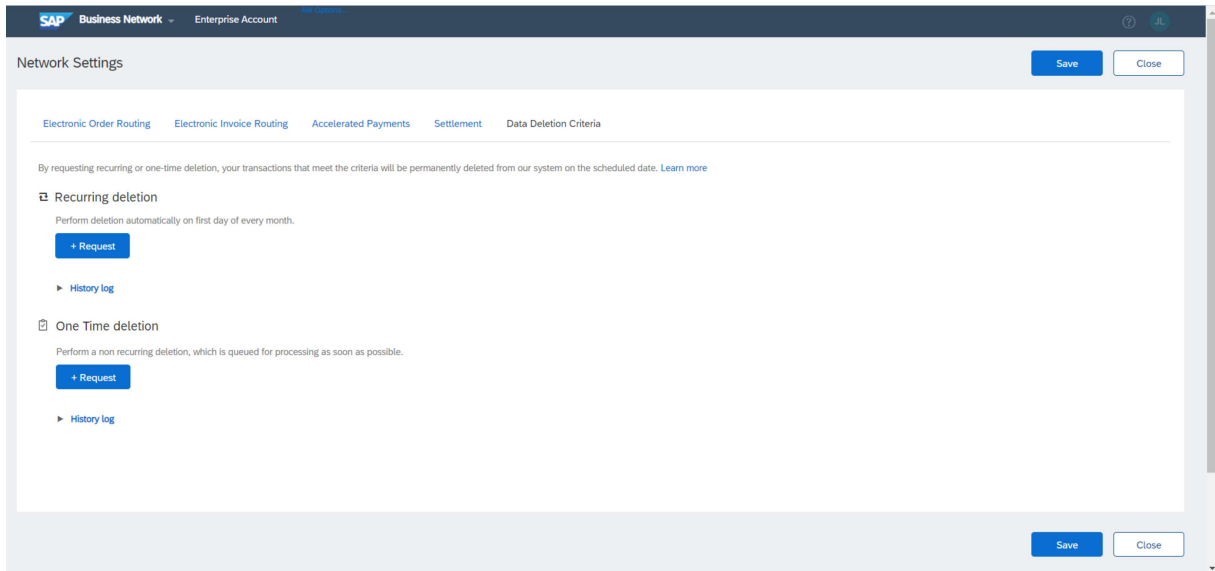 SAP Business Network Enterprise Account
JL
Network Settings
Save Close
Electronic Order Routing Electronic Invoice Routing Accelerated Payments Settlement Data Deletion Criteria
By requesting recurring or one-time deletion, your transactions that meet the criteria will be permanently deleted from our system on the scheduled date. Learn more
Recurring deletion
Perform deletion automatically on first day of every month.
+ Request
History log
One Time deletion
Perform a non recurring deletion, which is queued for processing as soon as possible.
+ Request
History log
Save Close